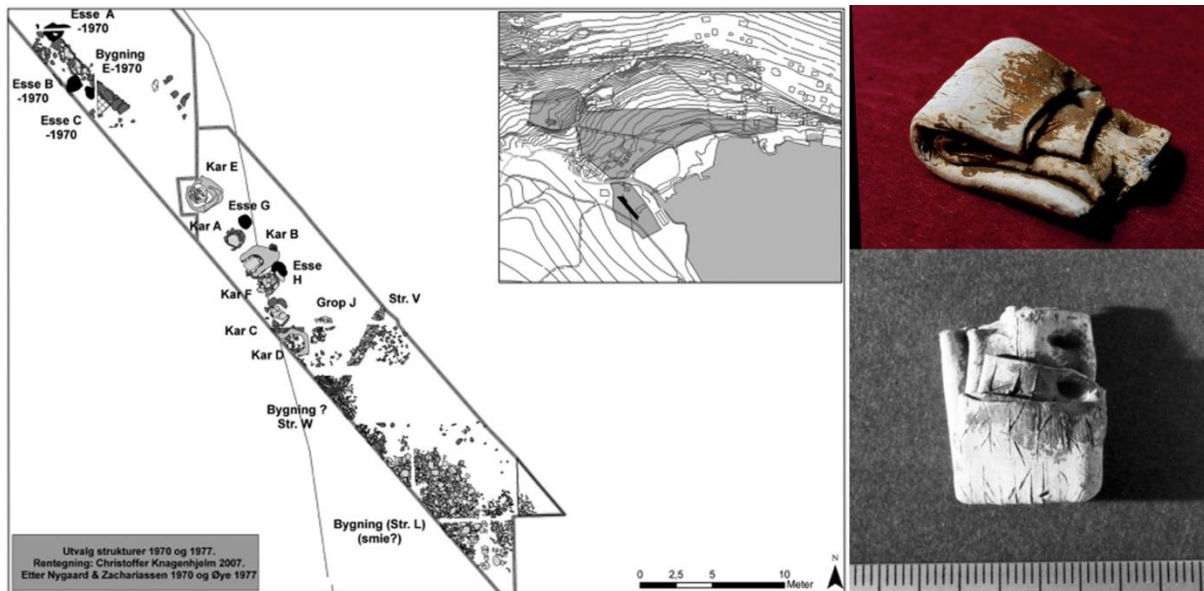 Esse A
-1970
Bygning
E-1970
Esse B
-1970
Esse C
-1970
Kar E
Esse G
Kar A
Kar B
Esse
H
Kar F
Grop J
Str. V
Kar C
Kar D
Bygning ?
Str. W
Bygning (Str. L)
(smie?)
Utvalg strukturer 1970 og 1977.
Rentegning: Christoffer Knagenhjelm 2007.
Etter Nygaard & Zachariassen 1970 og Øye 1977
0 2,5 5 10
Meter
N